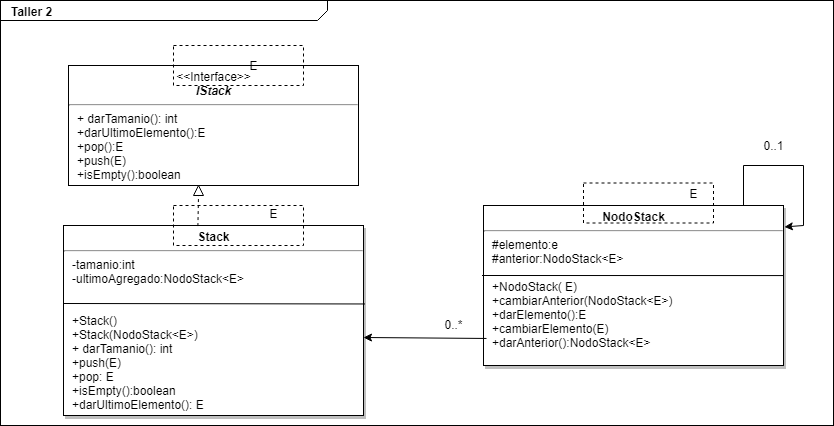 Taller 2
E
<<Interface>>
IStack
+ darTamanio(): int
+darUltimoElemento():E
+pop():E
+push(E)
+isEmpty():boolean
E
Stack
-tamanio:int
-ultimoAgregado:NodoStack<E>
+Stack()
+Stack(NodoStack<E>)
+ darTamanio(): int
+push(E)
+pop: E
+isEmpty():boolean
+darUltimoElemento(): E
0..*
0..1
E
NodoStack
#elemento:e
#anterior:NodoStack<E>
+NodoStack( E)
+cambiarAnterior(NodoStack<E>)
+darElemento():E
+cambiarElemento(E)
+darAnterior():NodoStack<E>